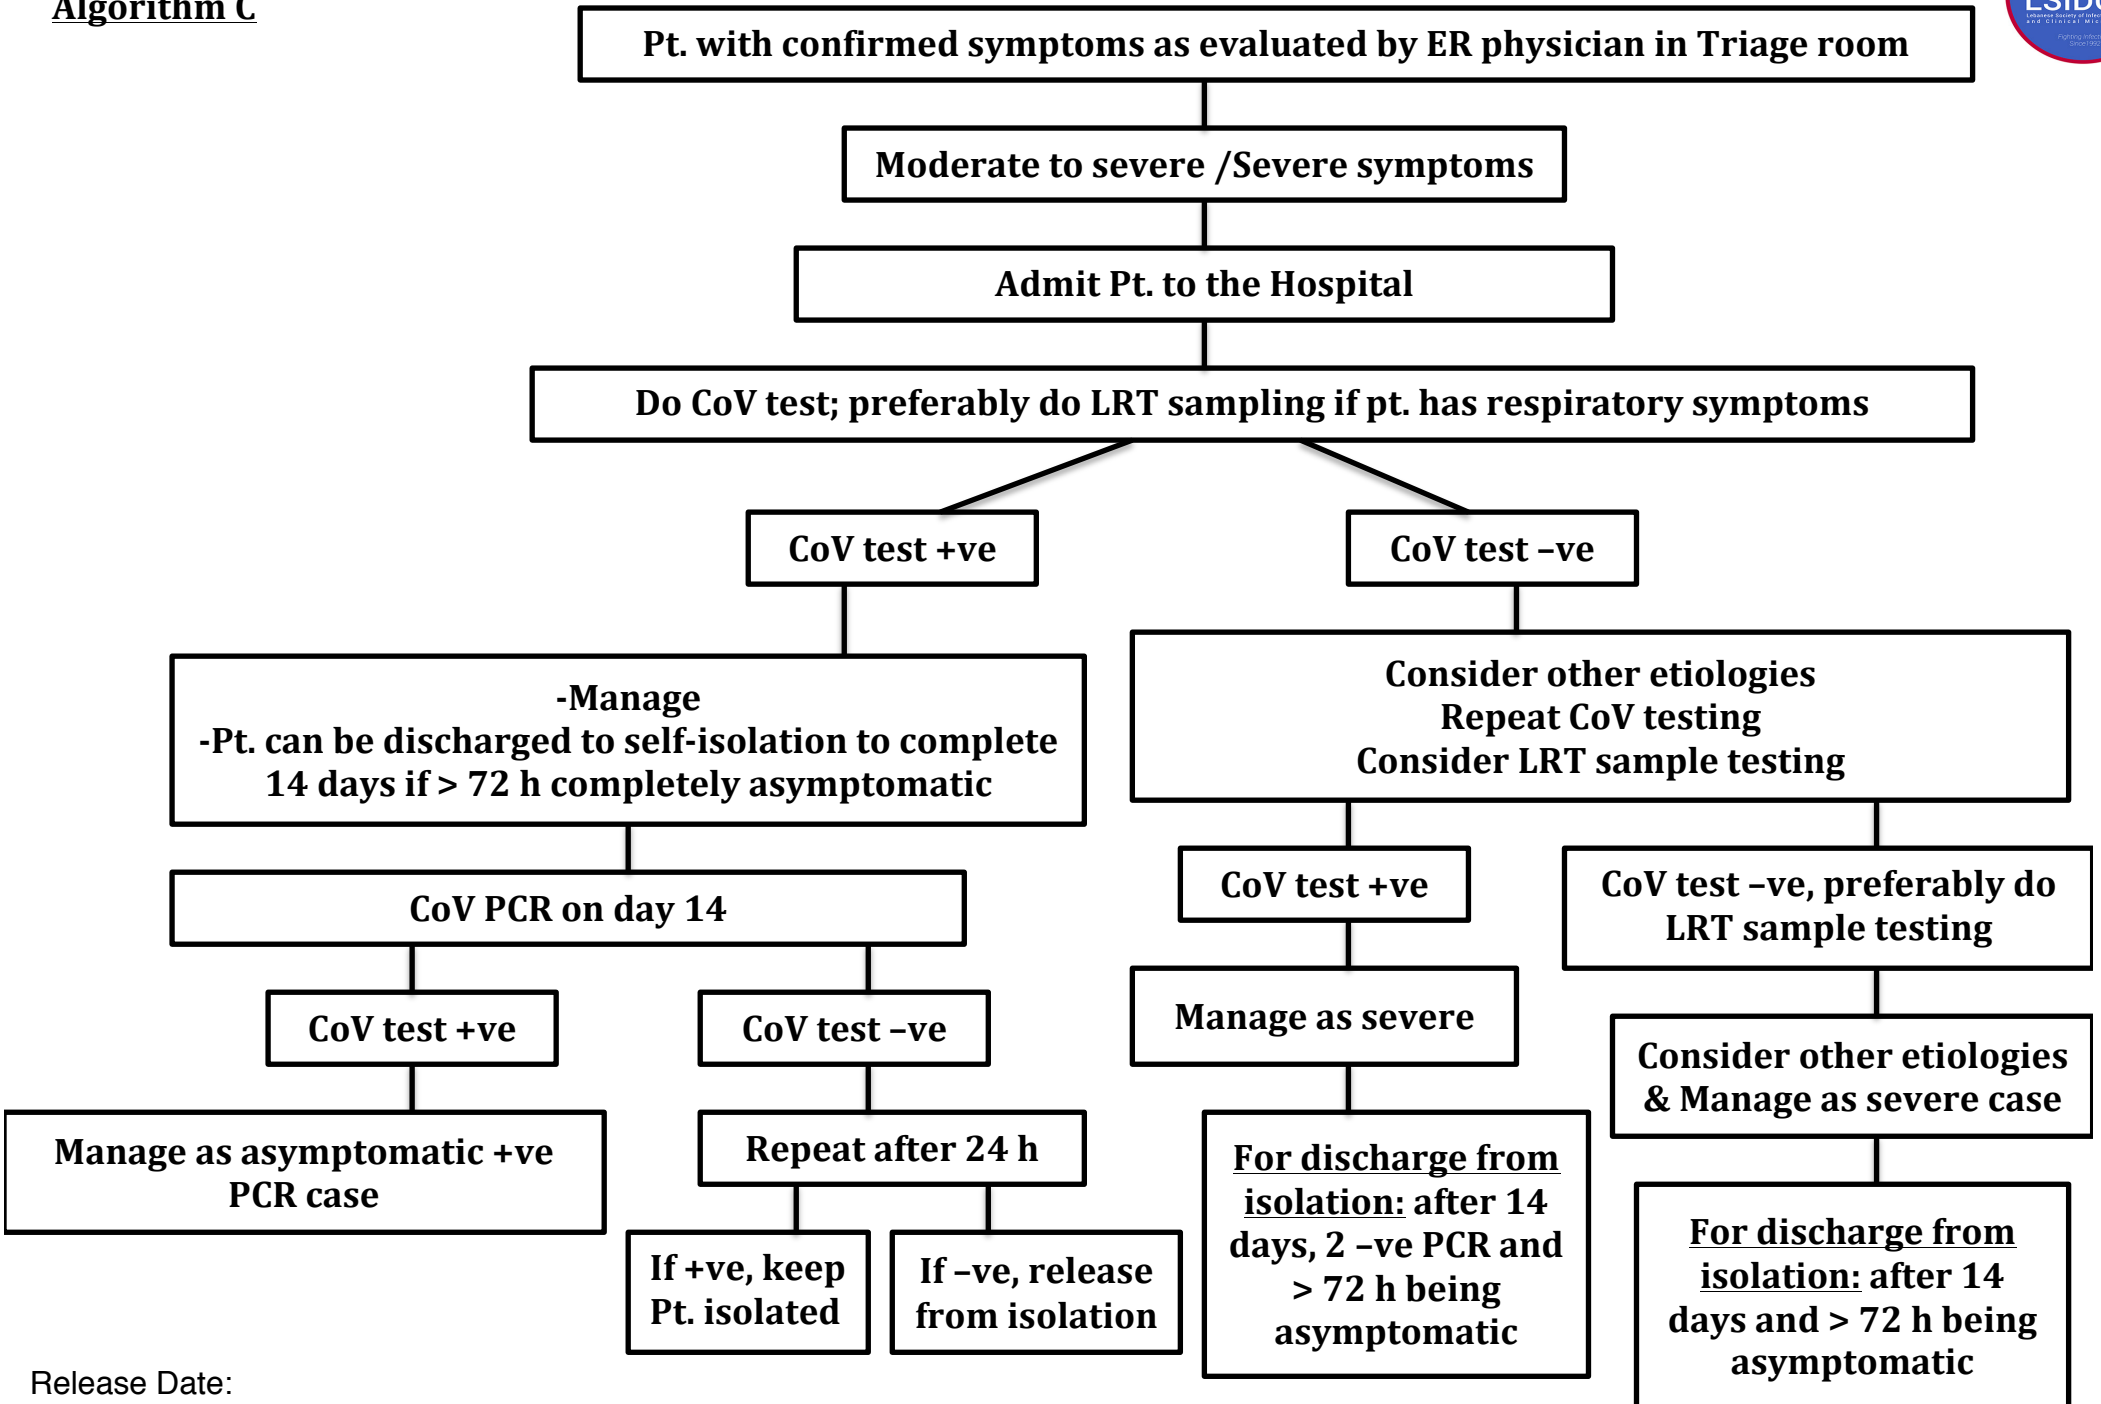 Algorithm C
Pt. with confirmed symptoms as evaluated by ER physician in Triage room
Lebanese Society of
and Clinical
Since 1992
Moderate to severe /Severe symptoms
Admit Pt. to the Hospital
Do CoV test; preferably do LRT sampling if pt. has respiratory symptoms
CoV test +ve
CoV test –ve
-Manage
-Pt. can be discharged to self-isolation to complete
14 days if > 72 h completely asymptomatic
Consider other etiologies
Repeat CoV testing
Consider LRT sample testing
CoV PCR on day 14
CoV test +ve
CoV test –ve, preferably do
LRT sample testing
CoV test +ve
CoV test –ve
Manage as severe
Consider other etiologies
& Manage as severe case
Manage as asymptomatic +ve
PCR case
Repeat after 24 h
For discharge from
isolation: after 14
days, 2 –ve PCR and
> 72 h being
asymptomatic
If +ve, keep
Pt. isolated
If –ve, release
from isolation
For discharge from
isolation: after 14
days and > 72 h being
asymptomatic
Release Date: